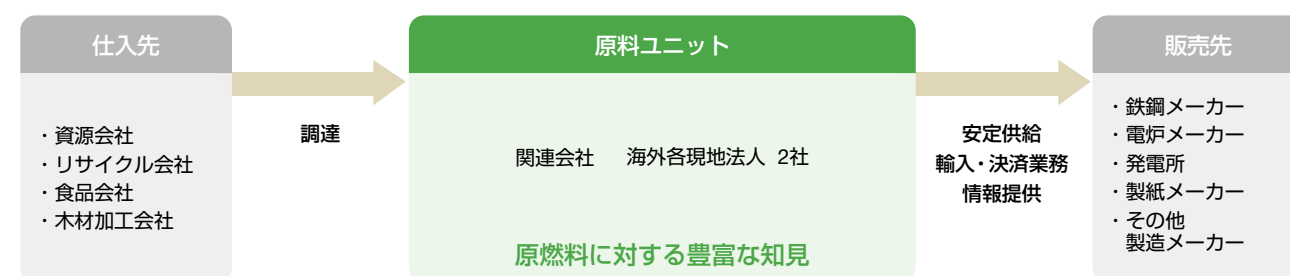 仕入先
・資源会社
・リサイクル会社
・食品会社
・木材加工会社
調達
原料ユニット
関連会社 海外各現地法人 2社
原燃料に対する豊富な知見
安定供給
輸入・決済業務
情報提供
販売先
・鉄鋼メーカー
・電炉メーカー
・発電所
・製紙メーカー
・その他
製造メーカー